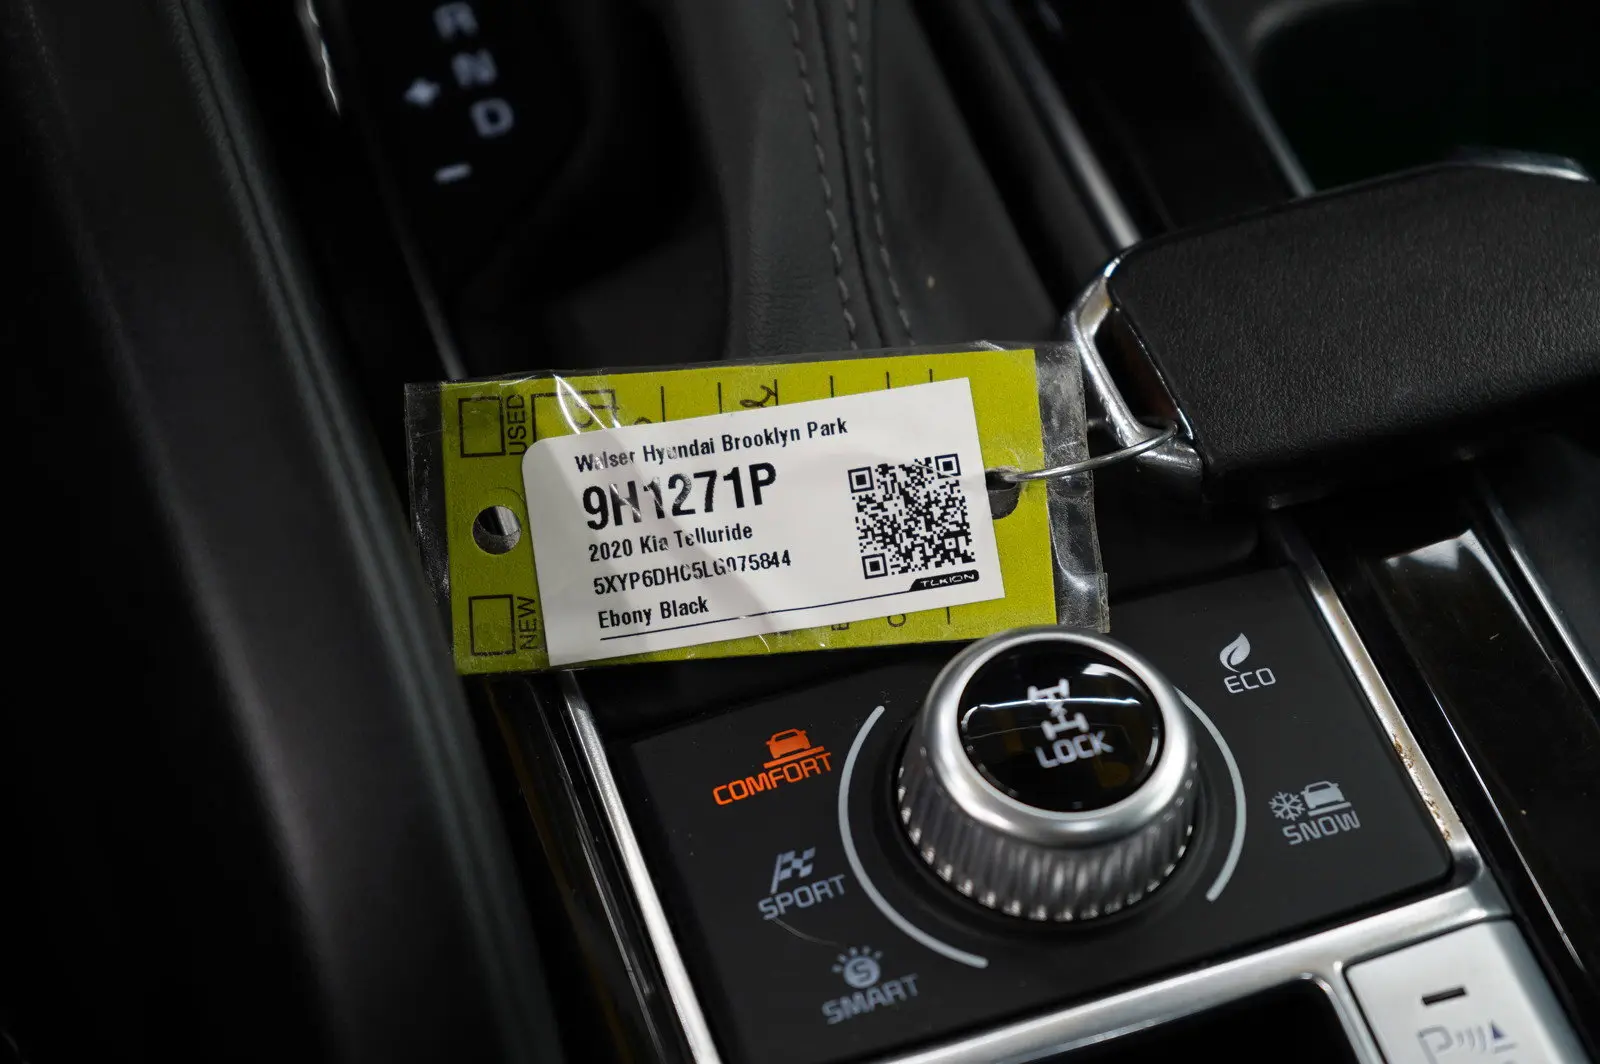 R
N
D
+
-
USED
Walser Hyundai Brooklyn Park
9H1271P
2020 Kia Telluride
5XYP6DHC5LG075844
Ebony Black
TEKION
NEW
LOCK
ECO
COMFORT
SNOW
SPORT
SMART
P